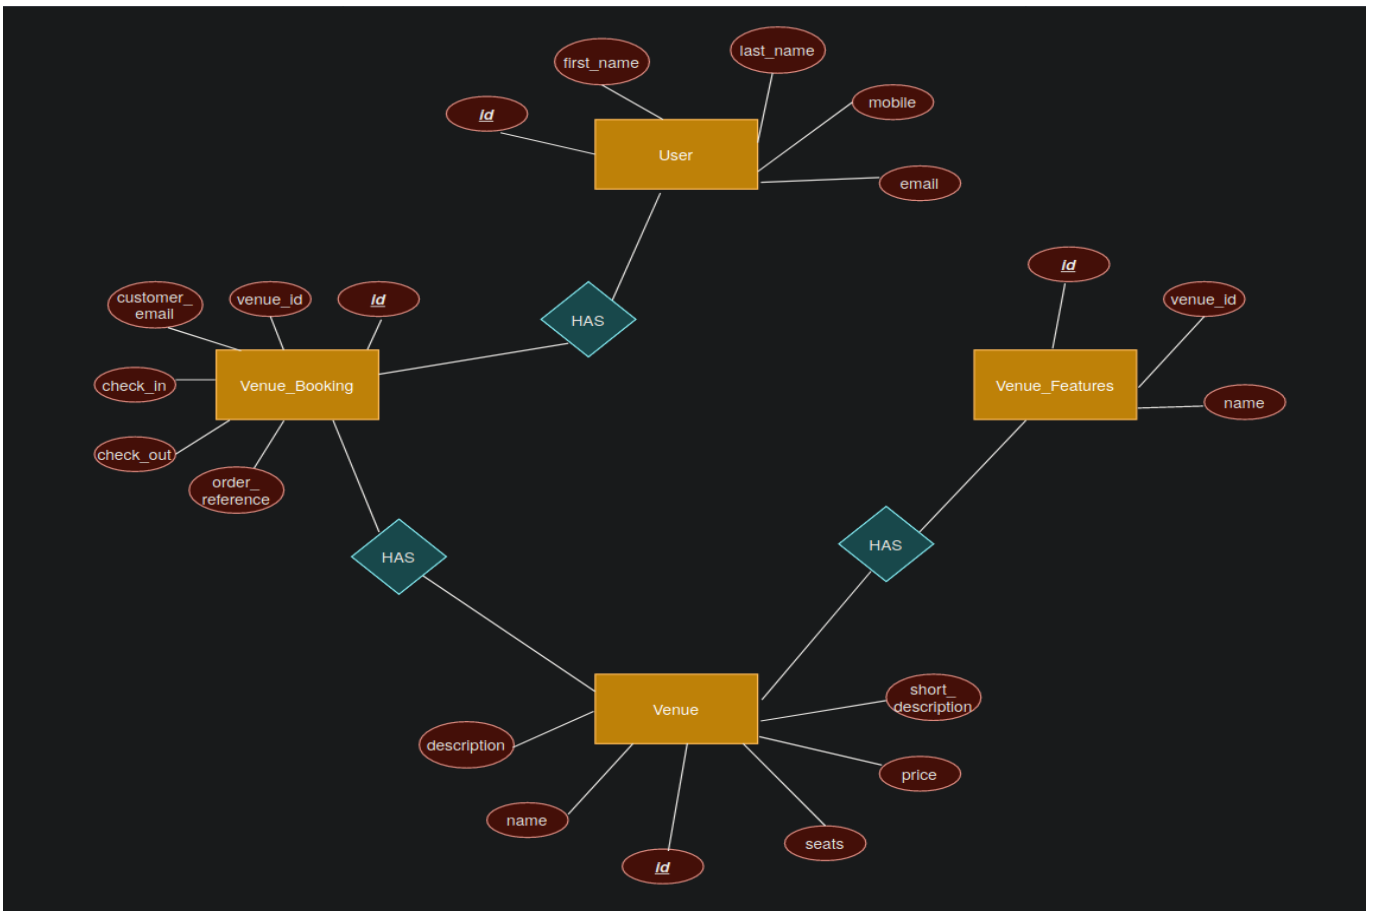 last_name
first_name
mobile
Id
User
email
Id
customer_
email
venue_id
Id
venue_id
HAS
check_in
Venue_Booking
Venue_Features
name
check_out
order_
reference
HAS
HAS
short_
description
Venue
description
price
name
seats
Id